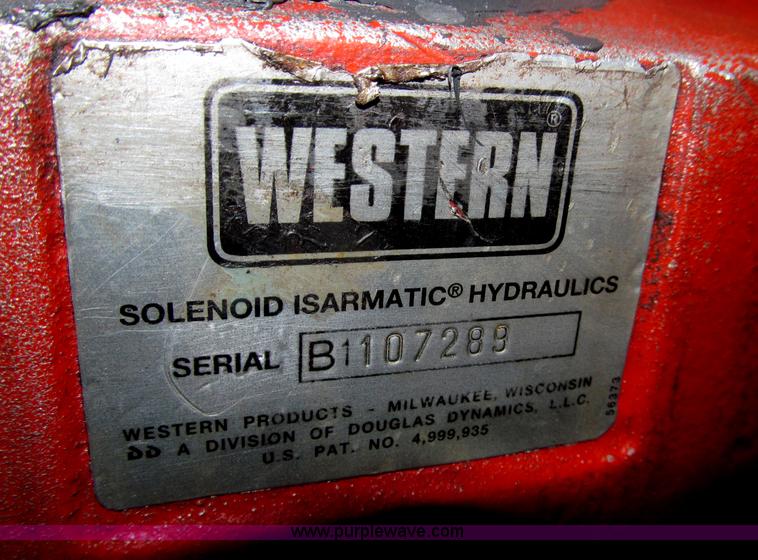 WESTERN®
SOLENOID ISARMATIC® HYDRAULICS
SERIAL B1107289
WESTERN PRODUCTS - MILWAUKEE, WISCONSIN
A DIVISION OF DOUGLAS DYNAMICS, L.L.C.
U.S. PAT. NO. 4,999,935
56373
www.purplewave.com